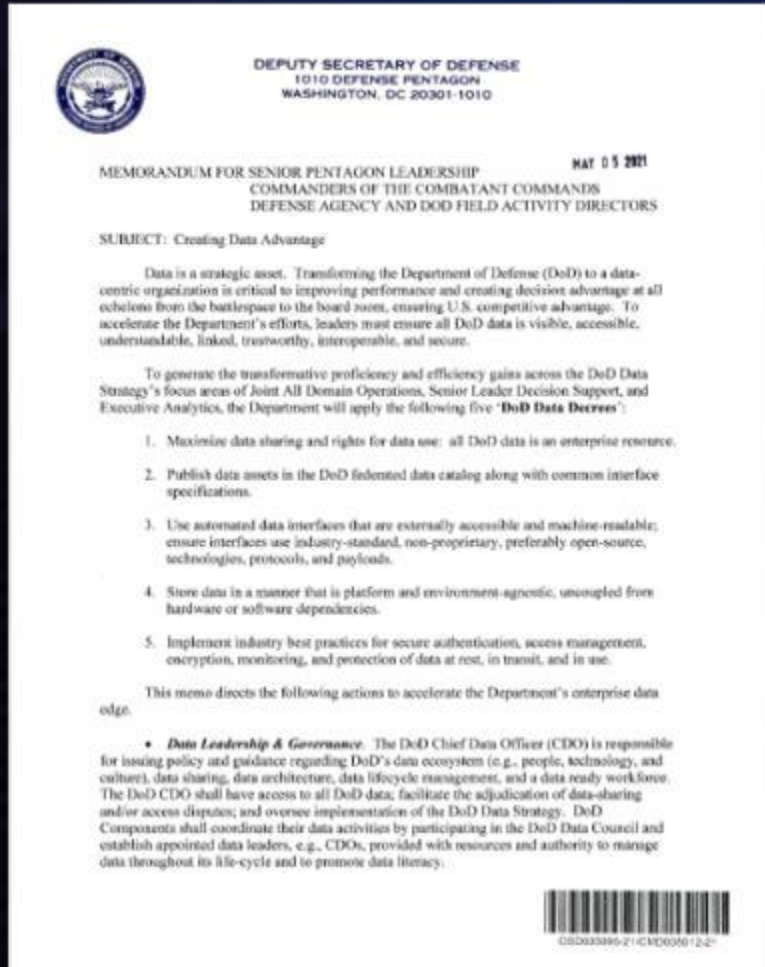 DEPUTY SECRETARY OF DEFENSE
1010 DEFENSE PENTAGON
WASHINGTON, DC 20301-1010
MAY 05 2021
MEMORANDUM FOR SENIOR PENTAGON LEADERSHIP
COMMANDERS OF THE COMBATANT COMMANDS
DEFENSE AGENCY AND DOD FIELD ACTIVITY DIRECTORS
SUBJECT: Creating Data Advantage
Data is a strategic asset. Transforming the Department of Defense (DoD) to a data-
centric organization is critical to improving performance and creating decision advantage at all
echelons from the battlespace to the board room, ensuring U.S. competitive advantage. To
accelerate the Department's efforts, leaders must ensure all DoD data is visible, accessible,
understandable, linked, trustworthy, interoperable, and secure.
To generate the transformative proficiency and efficiency gains across the DoD Data
Strategy's focus areas of Joint All Domain Operations, Senior Leader Decision Support, and
Executive Analytics, the Department will apply the following five 'DoD Data Decrees':
1. Maximize data sharing and rights for data use: all DoD data is an enterprise resource.
2. Publish data assets in the DoD federated data catalog along with common interface
specifications.
3. Use automated data interfaces that are externally accessible and machine-readable;
ensure interfaces use industry-standard, non-proprietary, preferably open-source,
technologies, protocols, and payloads.
4. Store data in a manner that is platform and environment-agnostic, uncoupled from
hardware or software dependencies.
5. Implement industry best practices for secure authentication, access management,
encryption, monitoring, and protection of data at rest, in transit, and in use.
This memo directs the following actions to accelerate the Department's enterprise data
edge.
• Data Leadership & Governance. The DoD Chief Data Officer (CDO) is responsible
for issuing policy and guidance regarding DoD's data ecosystem (e.g., people, technology, and
culture), data sharing, data architecture, data lifecycle management, and a data ready workforce.
The DoD CDO shall have access to all DoD data; facilitate the adjudication of data-sharing
and/or access disputes; and oversee implementation of the DoD Data Strategy. DoD
Components shall coordinate their data activities by participating in the DoD Data Council and
establish appointed data leaders, e.g., CDOs, provided with resources and authority to manage
data throughout its life-cycle and to promote data literacy.